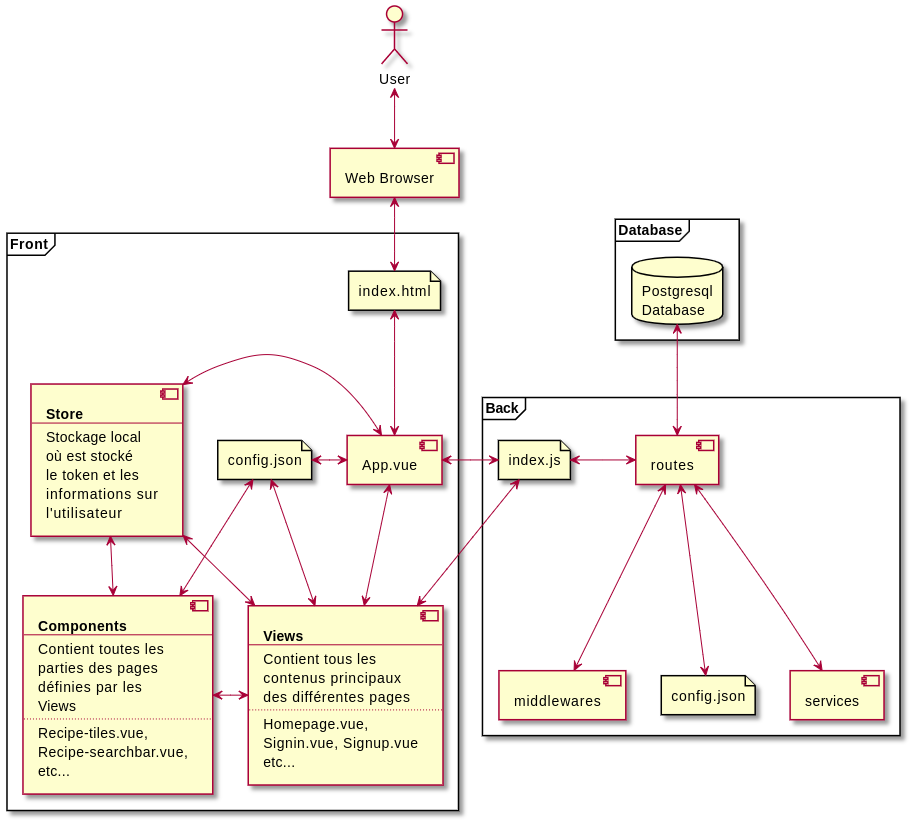 User
Web Browser
Front
index.html
Database
Postgresql
Database
Store
Stockage local
où est stocké
le token et les
informations sur
l'utilisateur
config.json
App.vue
Back
index.js
routes
Components
Contient toutes les
parties des pages
définies par les
Views
Recipe-tiles.vue,
Recipe-searchbar.vue,
etc...
Views
Contient tous les
contenus principaux
des différentes pages
Homepage.vue,
Signin.vue, Signup.vue
etc...
middlewares
config.json
services